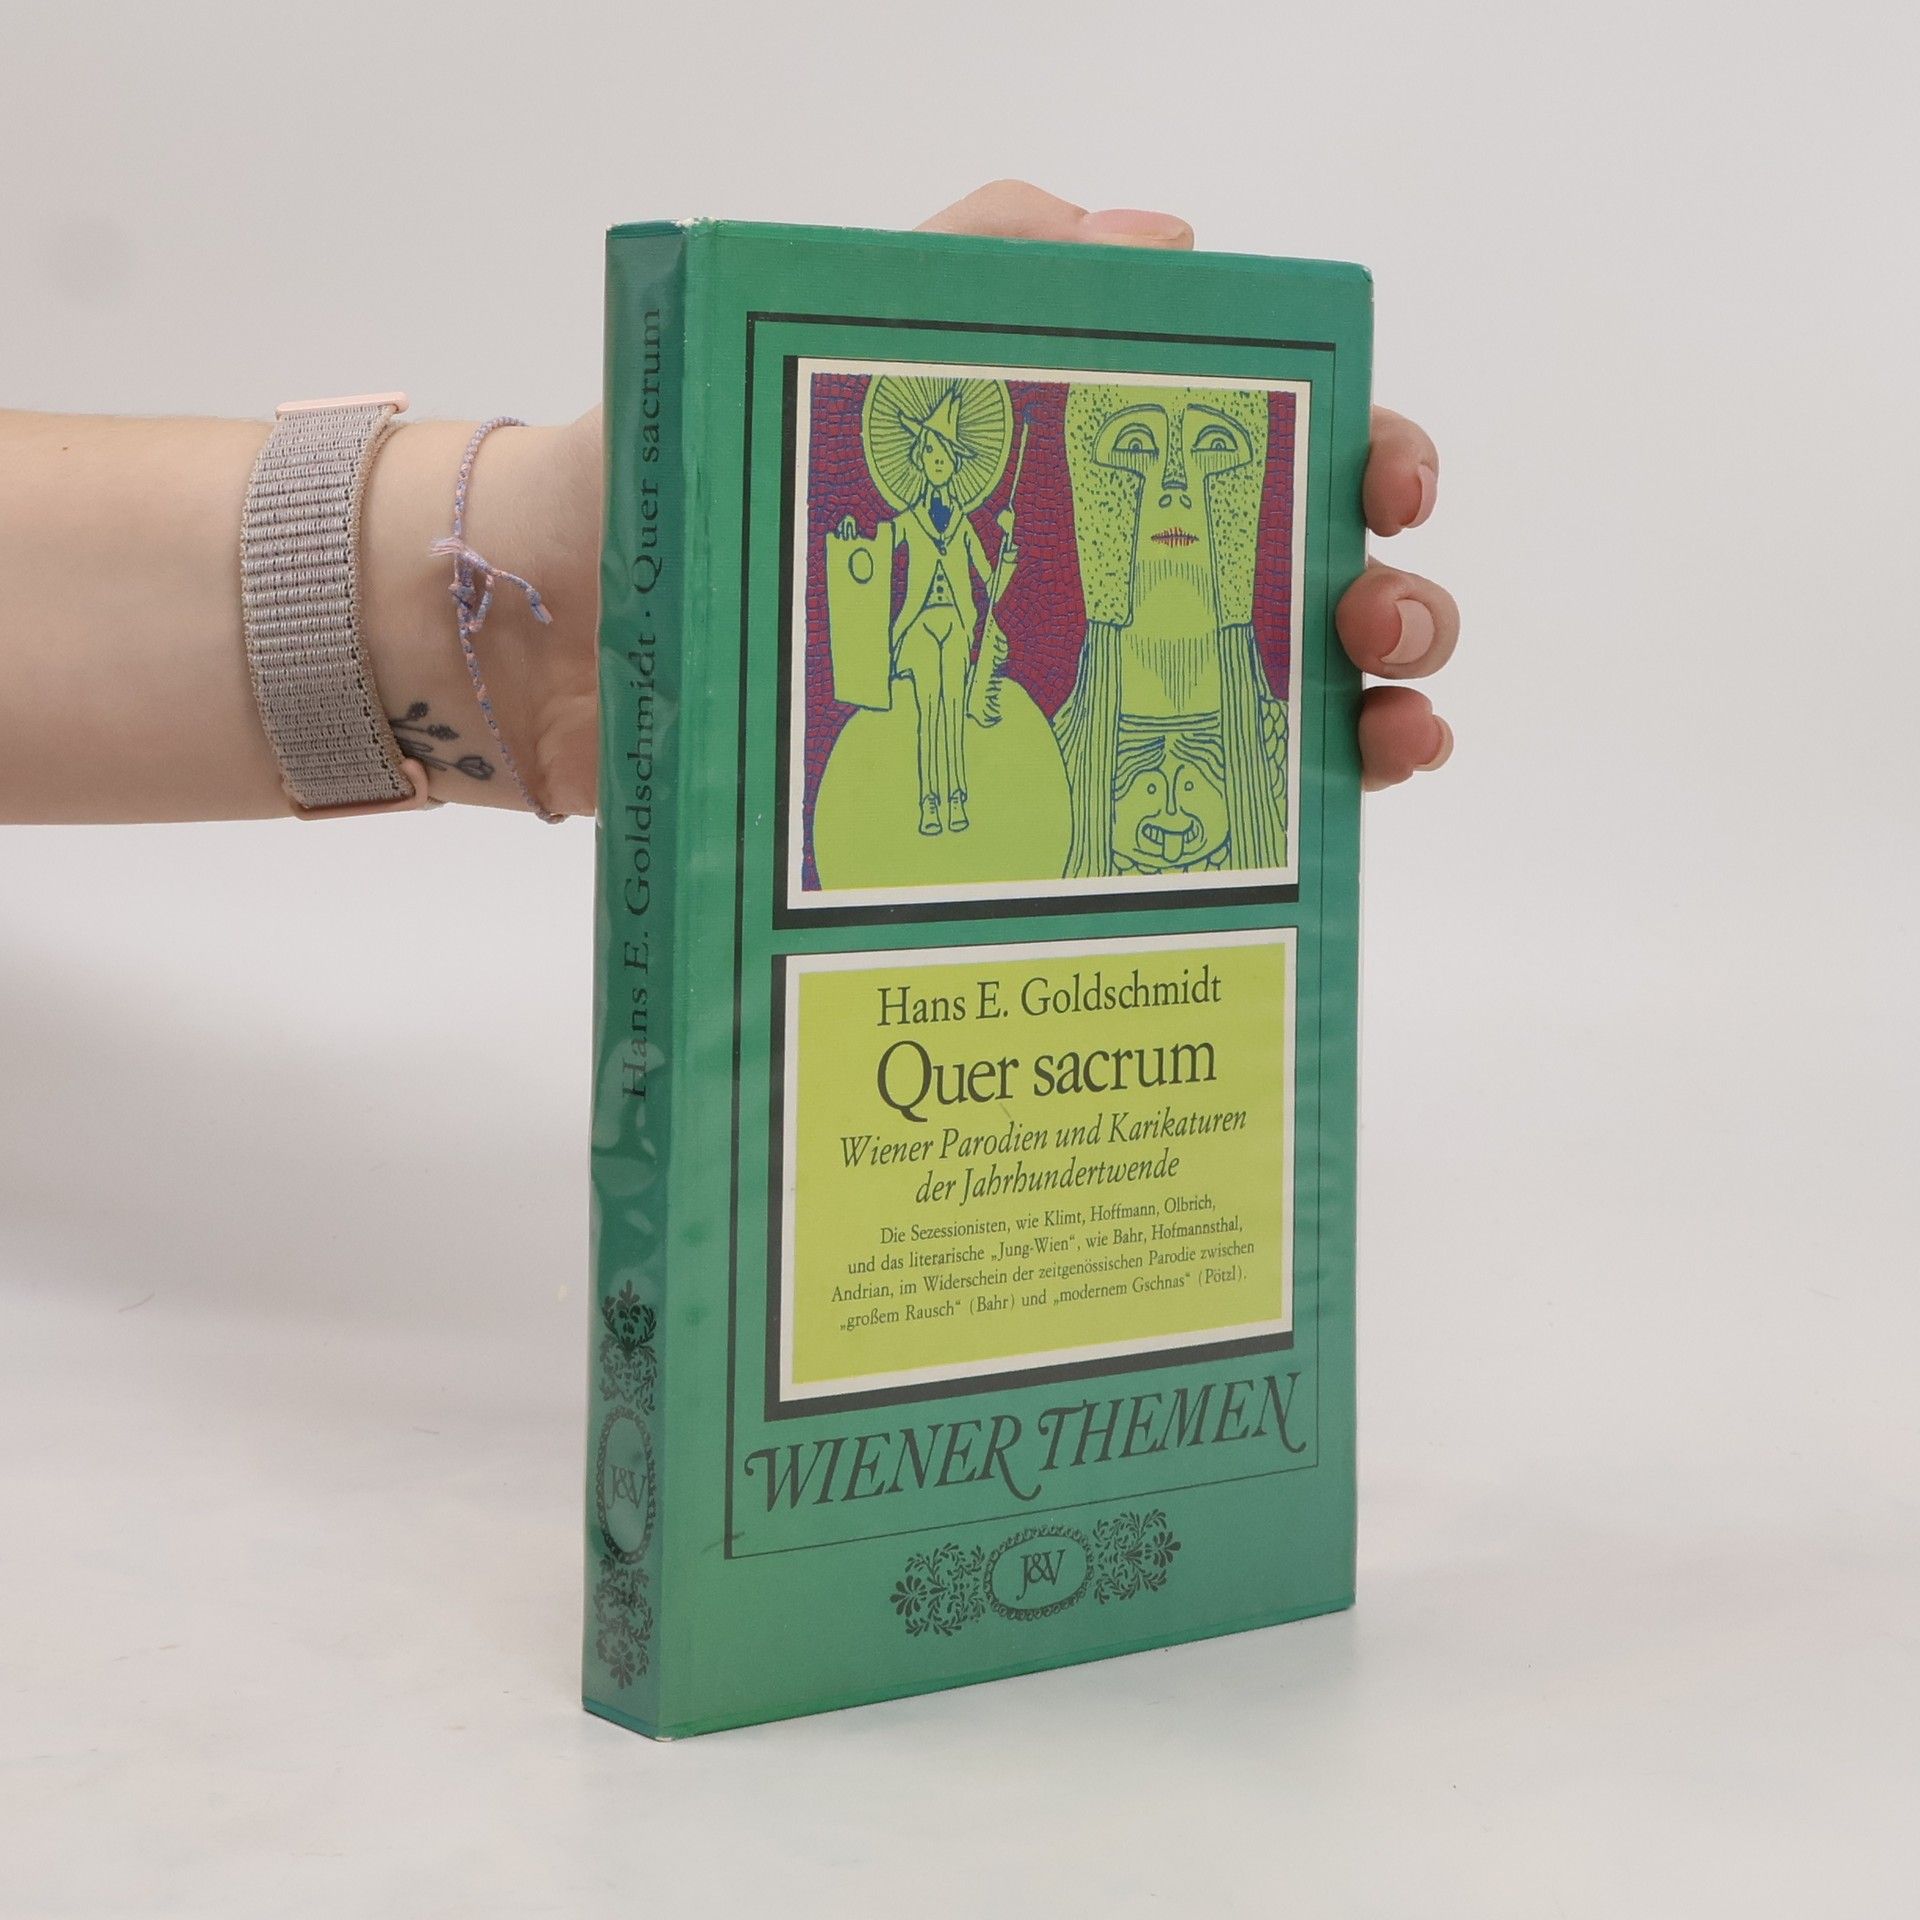 Hans E. Goldschmidt · Quer sacrum
J&V
Hans E. Goldschmidt
Quer sacrum
Wiener Parodien und Karikaturen
der Jahrhundertwende
Die Sezessionisten, wie Klimt, Hoffmann, Olbrich,
und das literarische „Jung-Wien“, wie Bahr, Hofmannsthal,
Andrian, im Widerschein der zeitgenössischen Parodie zwischen
„großem Rausch“ (Bahr) und „modernem Gschnas“ (Pötzl).
WIENER THEMEN
J&V